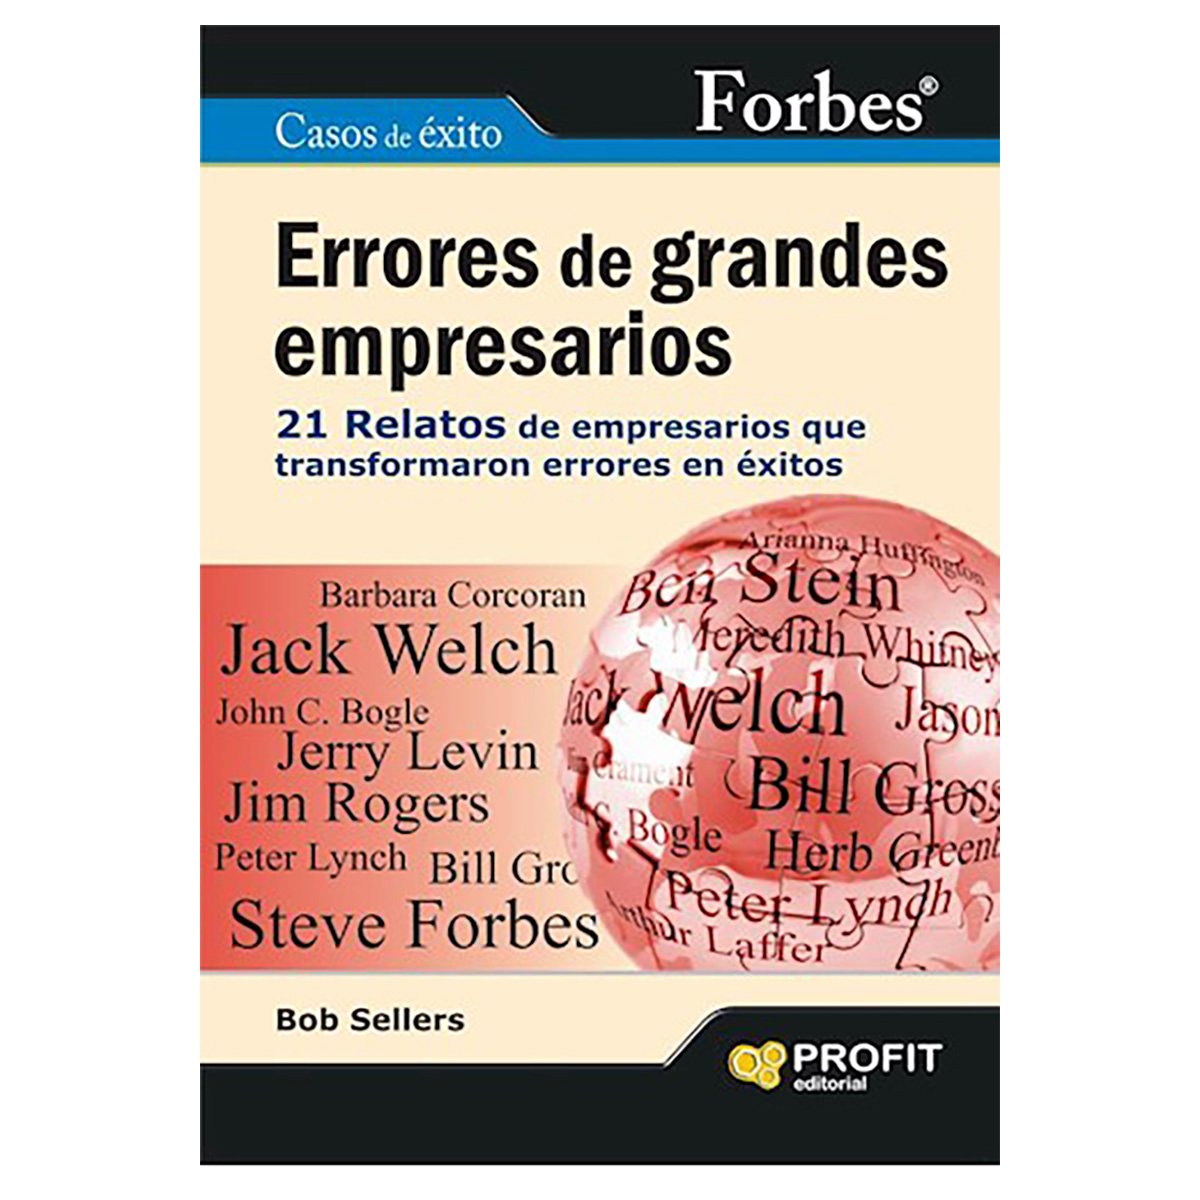 Forbes®
Casos de éxito
Errores de grandes
empresarios
21 Relatos de empresarios que
transformaron errores en éxitos
Arianna Huffington
Barbara Corcoran
Ben Stein
Jack Welch
Meredith Whitney
John C. Bogle
Jack Welch
Jason
Jerry Levin
Jim Rogers
Bill Gross
Bogle
Herb Greent
Peter Lynch
Bill Gro
Peter Lynch
Steve Forbes
Arthur Laffer
Bob Sellers
PROFIT
editorial